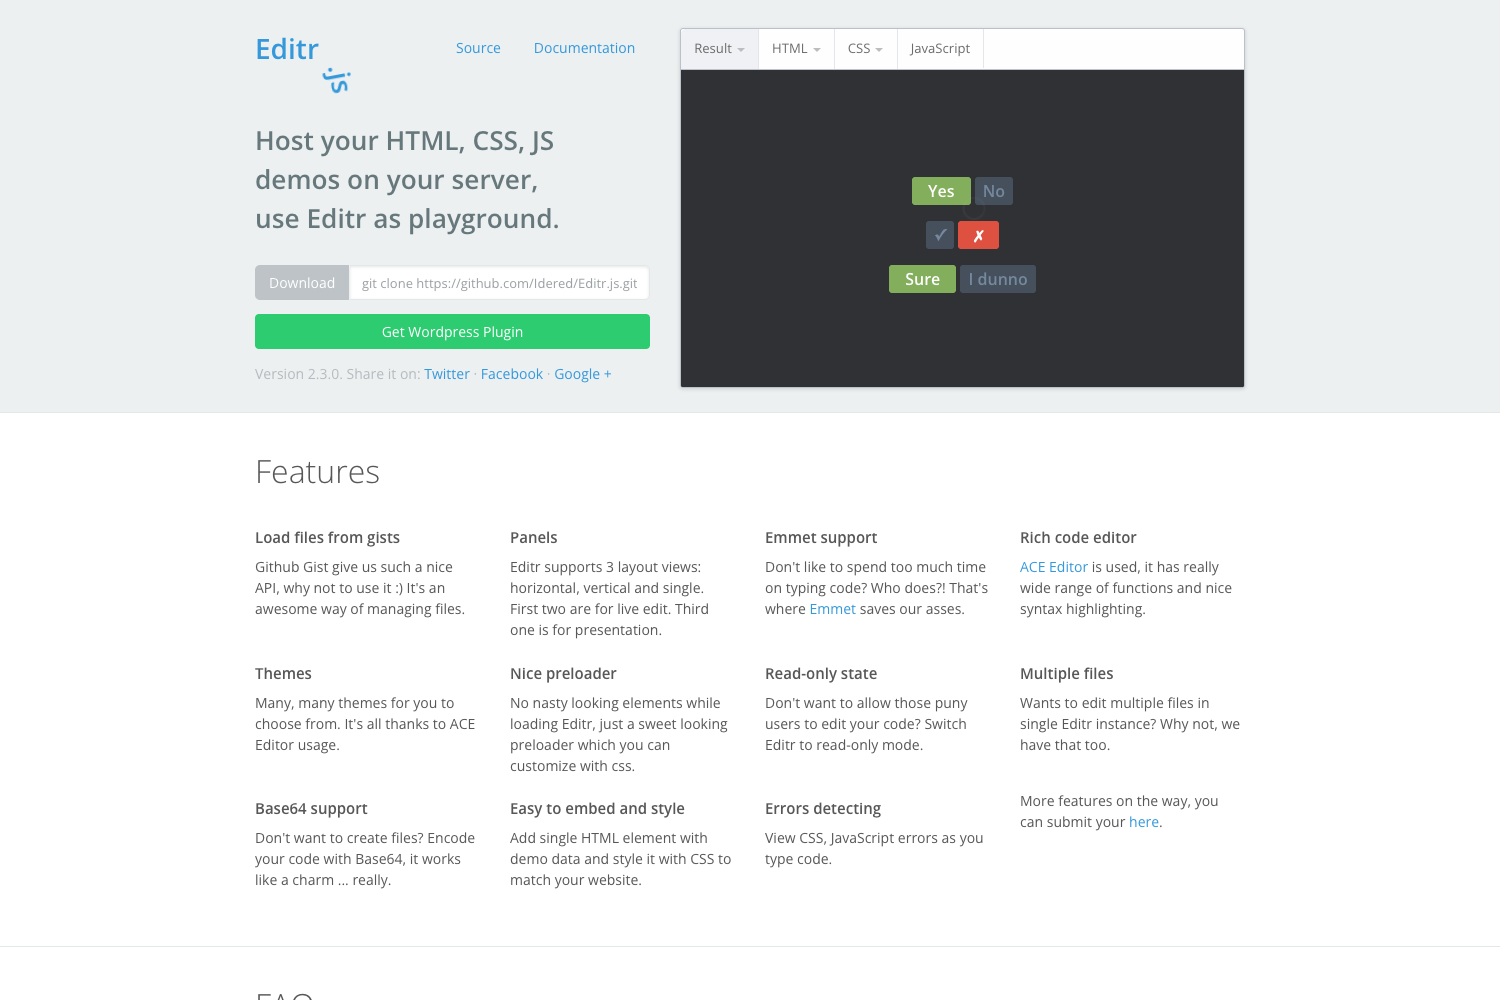 Editr
.js
Source
Documentation
Host your HTML, CSS, JS
demos on your server,
use Editr as playground.
Download
git clone https://github.com/Idered/Editr.js.git
Get Wordpress Plugin
Version 2.3.0. Share it on: Twitter · Facebook · Google +
Result
HTML
CSS
JavaScript
Yes
No
✓
✗
Sure
I dunno
Features
Load files from gists
Github Gist give us such a nice
API, why not to use it :) It's an
awesome way of managing files.
Panels
Editr supports 3 layout views:
horizontal, vertical and single.
First two are for live edit. Third
one is for presentation.
Emmet support
Don't like to spend too much time
on typing code? Who does?! That's
where Emmet saves our asses.
Rich code editor
ACE Editor is used, it has really
wide range of functions and nice
syntax highlighting.
Themes
Many, many themes for you to
choose from. It's all thanks to ACE
Editor usage.
Nice preloader
No nasty looking elements while
loading Editr, just a sweet looking
preloader which you can
customize with css.
Read-only state
Don't want to allow those puny
users to edit your code? Switch
Editr to read-only mode.
Multiple files
Wants to edit multiple files in
single Editr instance? Why not, we
have that too.
Base64 support
Don't want to create files? Encode
your code with Base64, it works
like a charm ... really.
Easy to embed and style
Add single HTML element with
demo data and style it with CSS to
match your website.
Errors detecting
View CSS, JavaScript errors as you
type code.
More features on the way, you
can submit your here.
FAQ